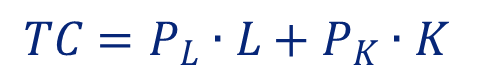 TC = P_L · L + P_K · K